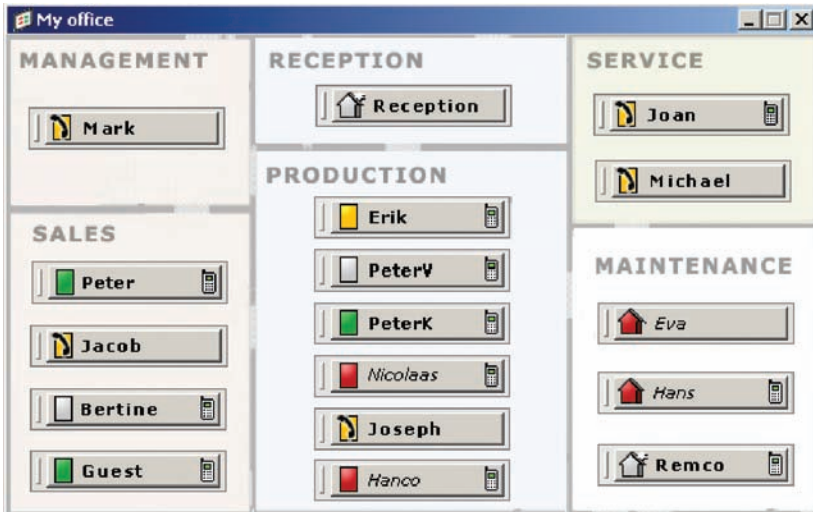 My office
MANAGEMENT
Mark
SALES
Peter
Jacob
Bertine
Guest
RECEPTION
Reception
PRODUCTION
Erik
PeterV
PeterK
Nicolaas
Joseph
Hanco
SERVICE
Joan
Michael
MAINTENANCE
Eva
Hans
Remco